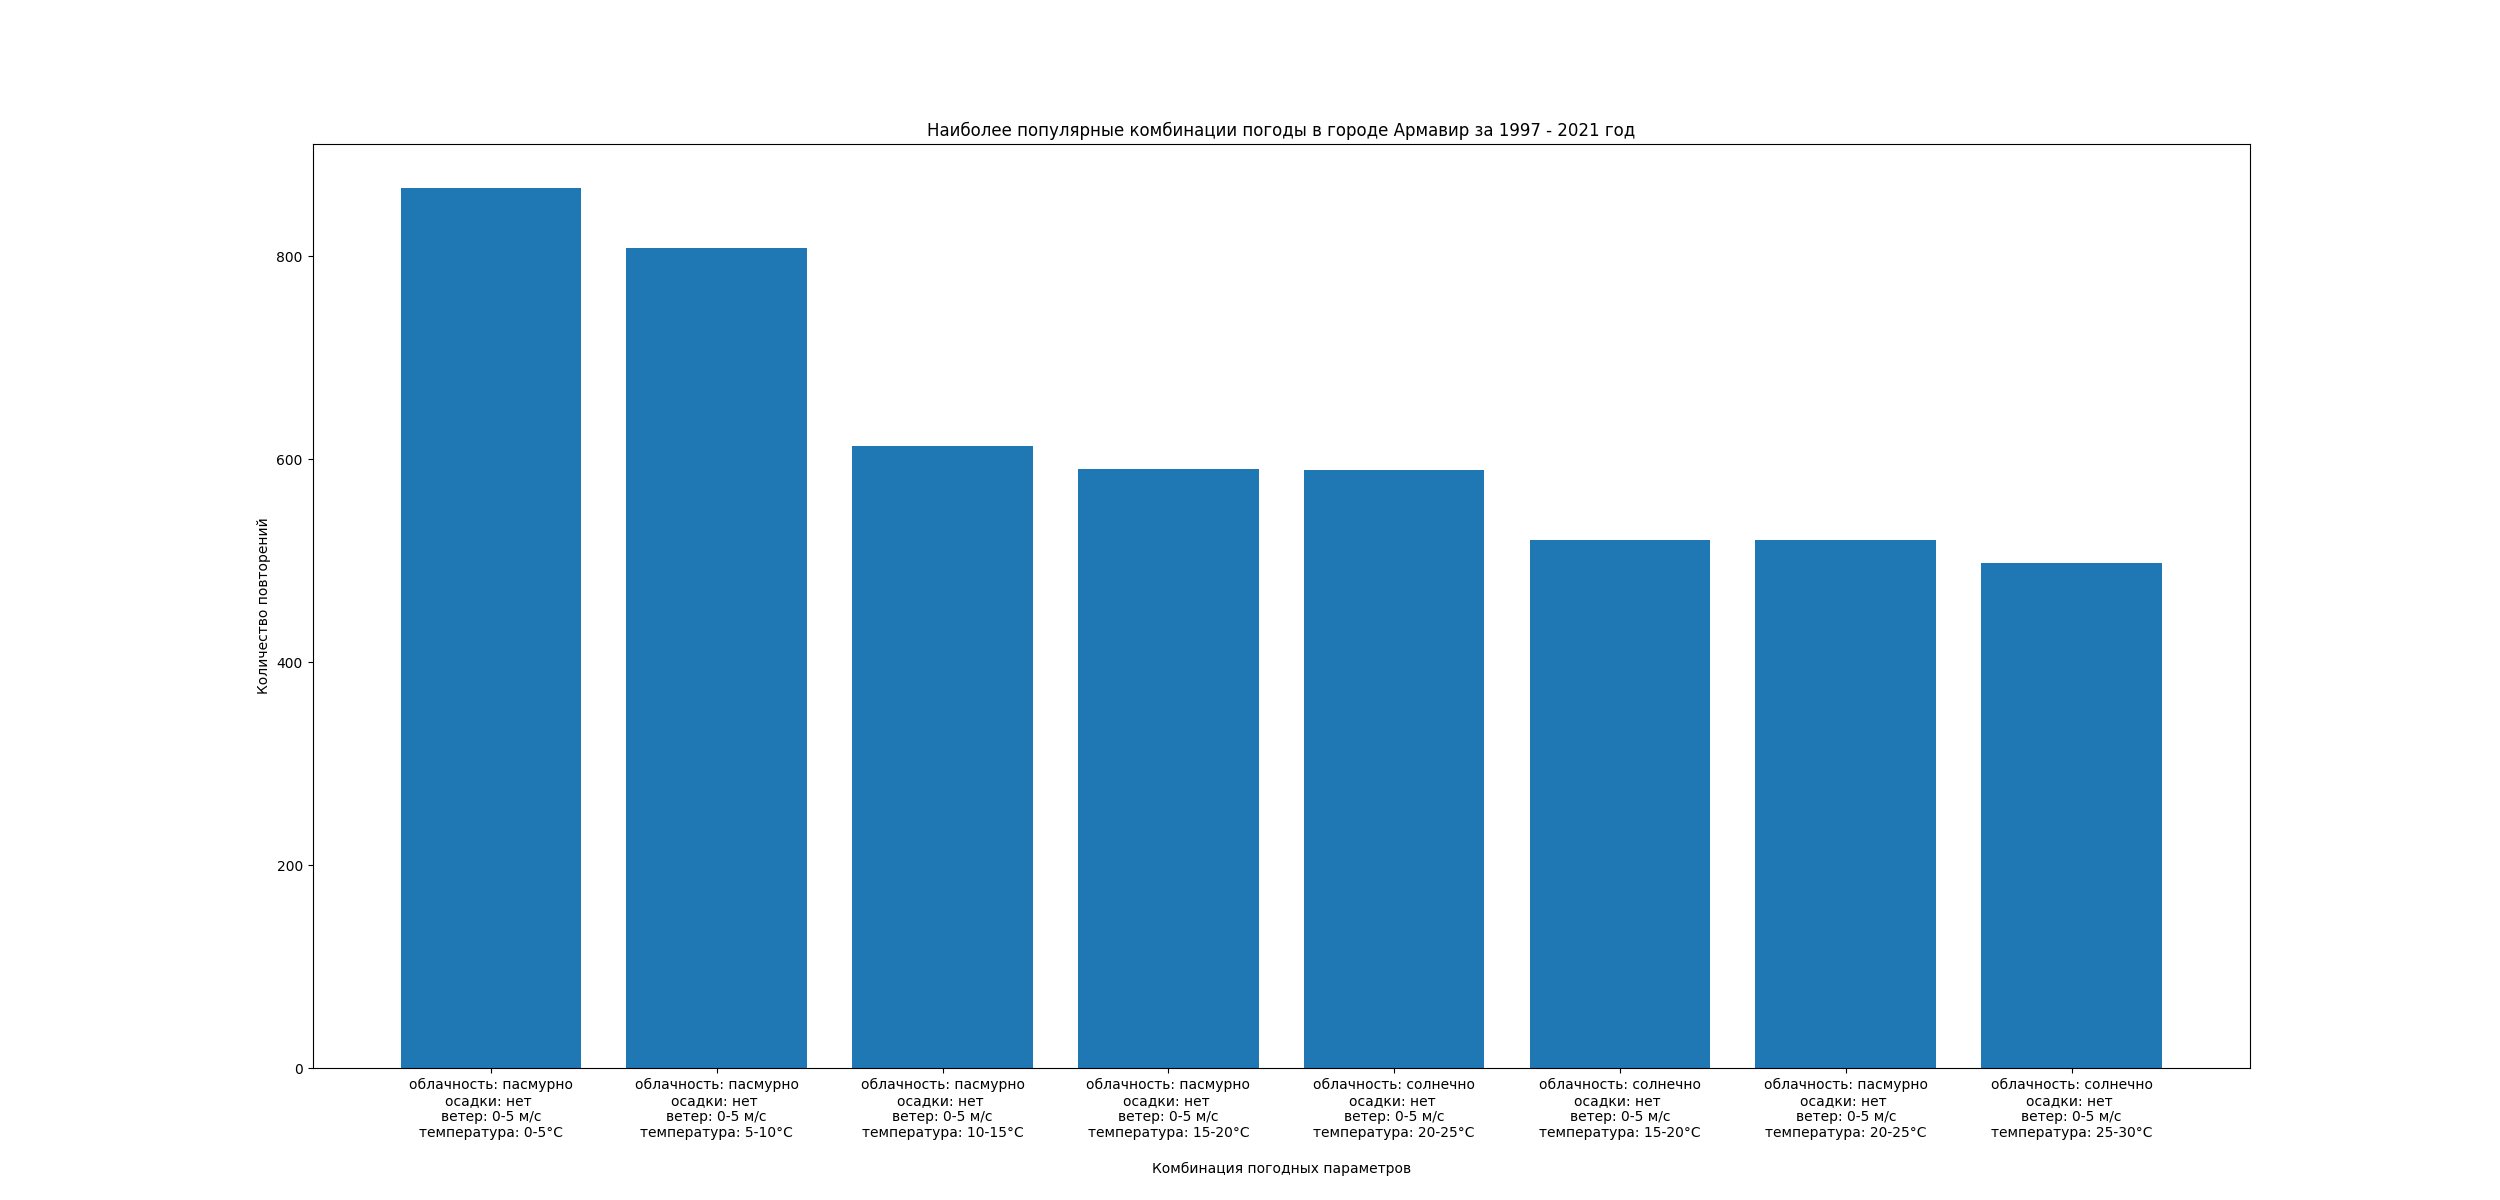 Наиболее популярные комбинации погоды в городе Армавир за 1997 - 2021 год
Количество повторений
800
600
400
200
0
облачность: пасмурно
осадки: нет
ветер: 0-5 м/с
температура: 0-5°C
облачность: пасмурно
осадки: нет
ветер: 0-5 м/с
температура: 5-10°C
облачность: пасмурно
осадки: нет
ветер: 0-5 м/с
температура: 10-15°C
облачность: пасмурно
осадки: нет
ветер: 0-5 м/с
температура: 15-20°C
облачность: солнечно
осадки: нет
ветер: 0-5 м/с
температура: 20-25°C
облачность: солнечно
осадки: нет
ветер: 0-5 м/с
температура: 15-20°C
облачность: пасмурно
осадки: нет
ветер: 0-5 м/с
температура: 20-25°C
облачность: солнечно
осадки: нет
ветер: 0-5 м/с
температура: 25-30°C
Комбинация погодных параметров